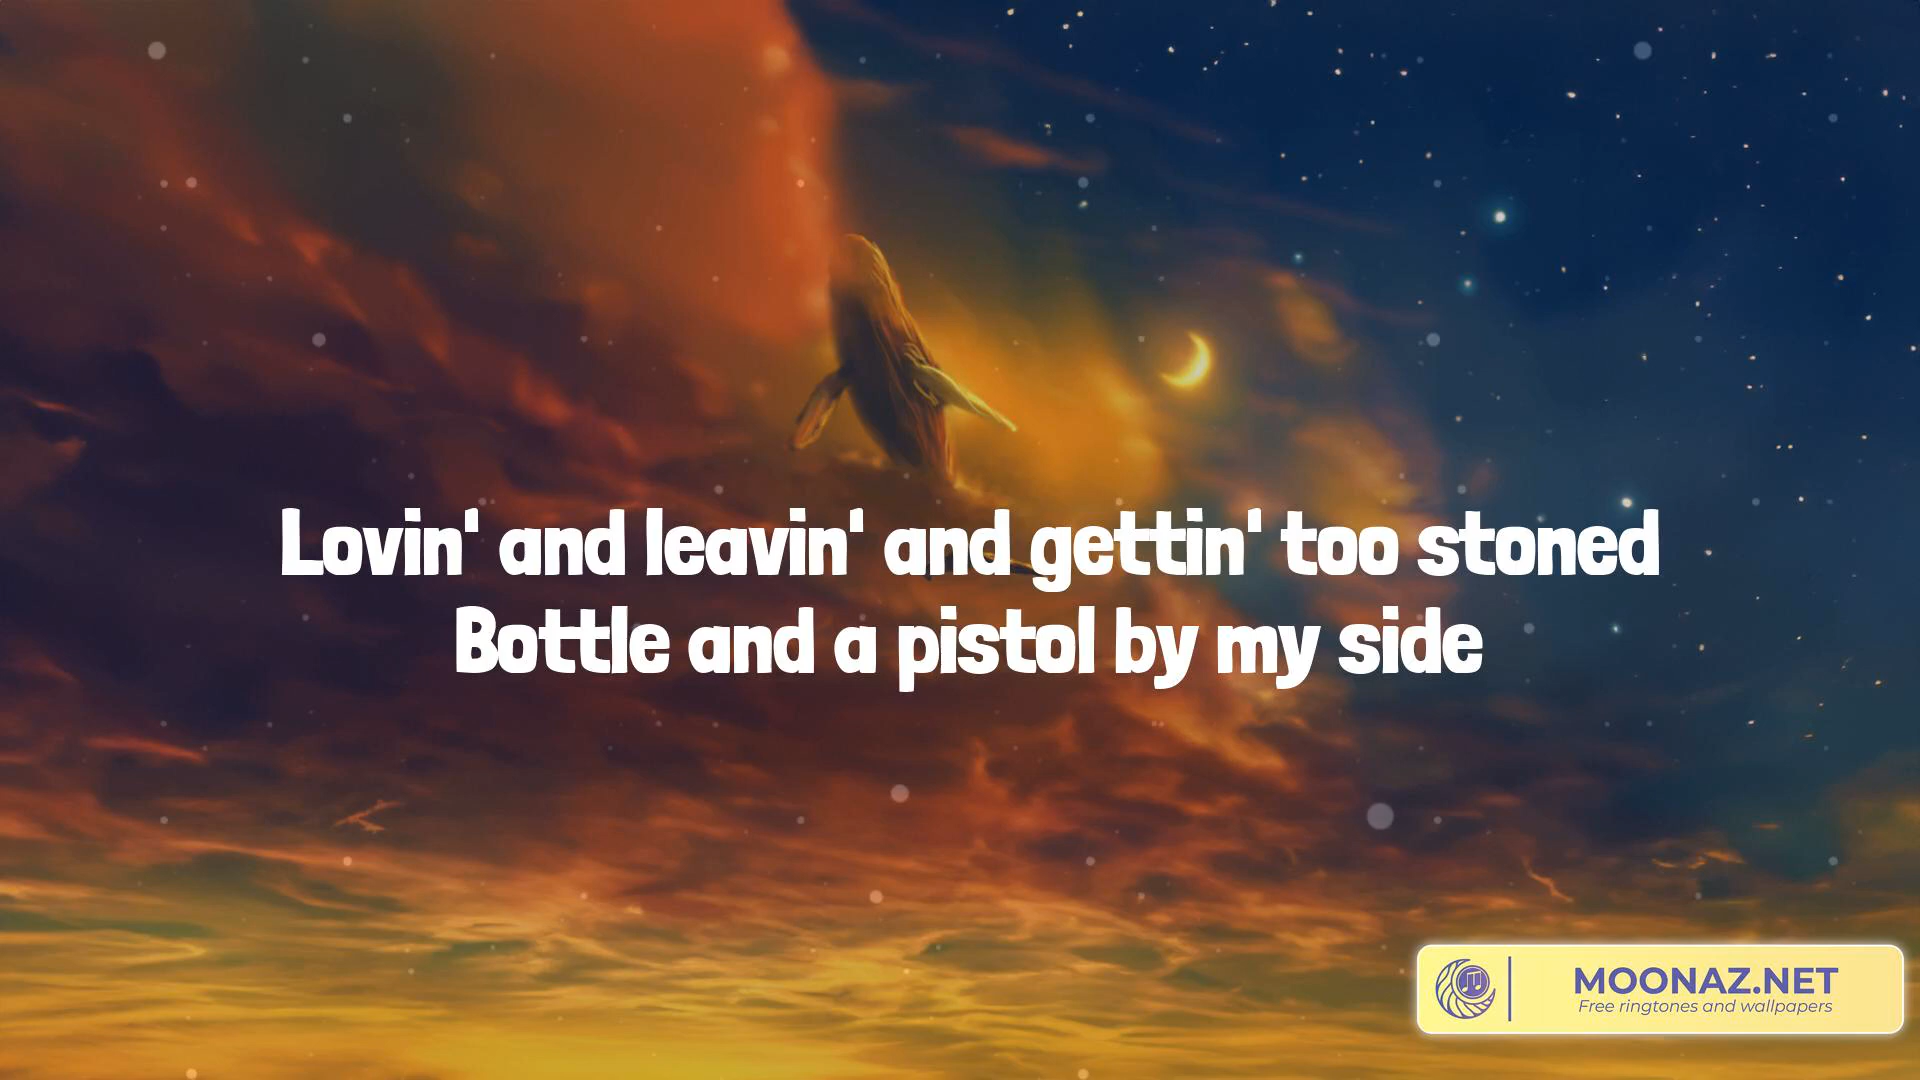 Lovin' and leavin' and gettin' too stoned
Bottle and a pistol by my side
MOONAZ.NET
Free ringtones and wallpapers